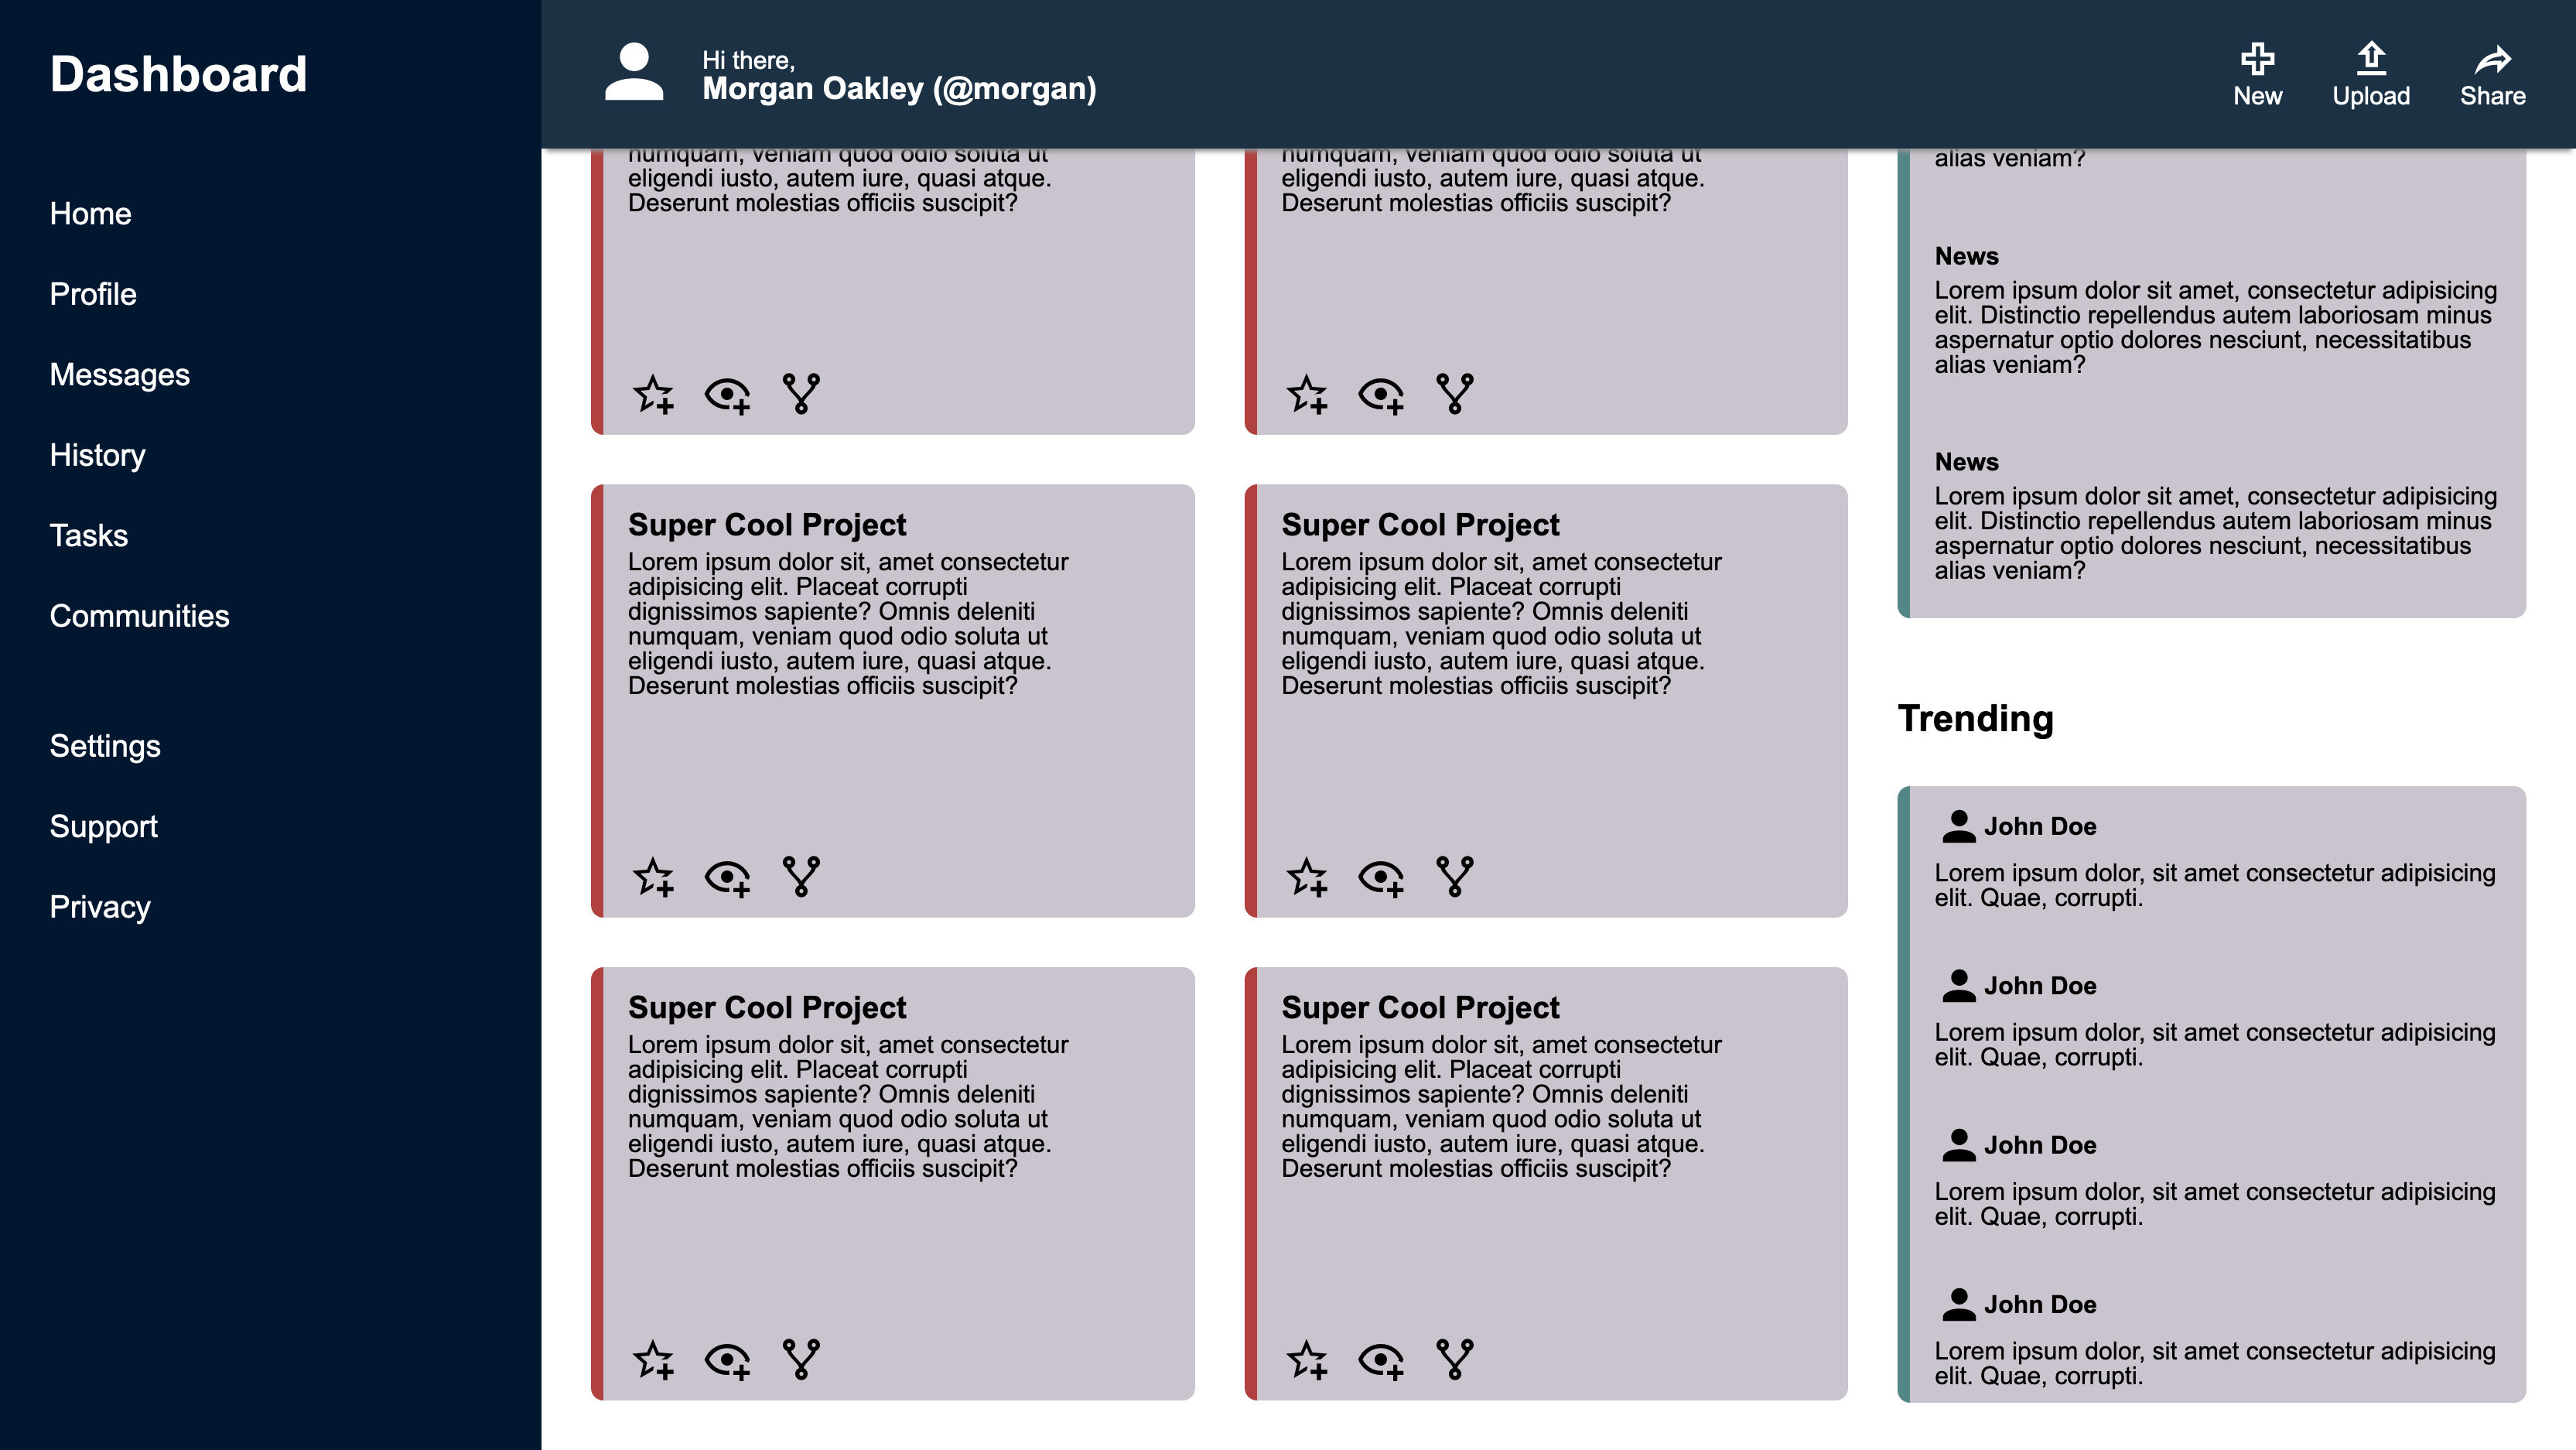 Dashboard
Home
Profile
Messages
History
Tasks
Communities
Settings
Support
Privacy
Hi there,
Morgan Oakley (@morgan)
New
Upload
Share
numquam, veniam quod odio soluta ut
eligendi iusto, autem iure, quasi atque.
Deserunt molestias officiis suscipit?
numquam, veniam quod odio soluta ut
eligendi iusto, autem iure, quasi atque.
Deserunt molestias officiis suscipit?
Super Cool Project
Lorem ipsum dolor sit, amet consectetur
adipisicing elit. Placeat corrupti
dignissimos sapiente? Omnis deleniti
numquam, veniam quod odio soluta ut
eligendi iusto, autem iure, quasi atque.
Deserunt molestias officiis suscipit?
Super Cool Project
Lorem ipsum dolor sit, amet consectetur
adipisicing elit. Placeat corrupti
dignissimos sapiente? Omnis deleniti
numquam, veniam quod odio soluta ut
eligendi iusto, autem iure, quasi atque.
Deserunt molestias officiis suscipit?
Super Cool Project
Lorem ipsum dolor sit, amet consectetur
adipisicing elit. Placeat corrupti
dignissimos sapiente? Omnis deleniti
numquam, veniam quod odio soluta ut
eligendi iusto, autem iure, quasi atque.
Deserunt molestias officiis suscipit?
Super Cool Project
Lorem ipsum dolor sit, amet consectetur
adipisicing elit. Placeat corrupti
dignissimos sapiente? Omnis deleniti
numquam, veniam quod odio soluta ut
eligendi iusto, autem iure, quasi atque.
Deserunt molestias officiis suscipit?
alias veniam?
News
Lorem ipsum dolor sit amet, consectetur adipisicing
elit. Distinctio repellendus autem laboriosam minus
aspernatur optio dolores nesciunt, necessitatibus
alias veniam?
News
Lorem ipsum dolor sit amet, consectetur adipisicing
elit. Distinctio repellendus autem laboriosam minus
aspernatur optio dolores nesciunt, necessitatibus
alias veniam?
Trending
John Doe
Lorem ipsum dolor, sit amet consectetur adipisicing
elit. Quae, corrupti.
John Doe
Lorem ipsum dolor, sit amet consectetur adipisicing
elit. Quae, corrupti.
John Doe
Lorem ipsum dolor, sit amet consectetur adipisicing
elit. Quae, corrupti.
John Doe
Lorem ipsum dolor, sit amet consectetur adipisicing
elit. Quae, corrupti.